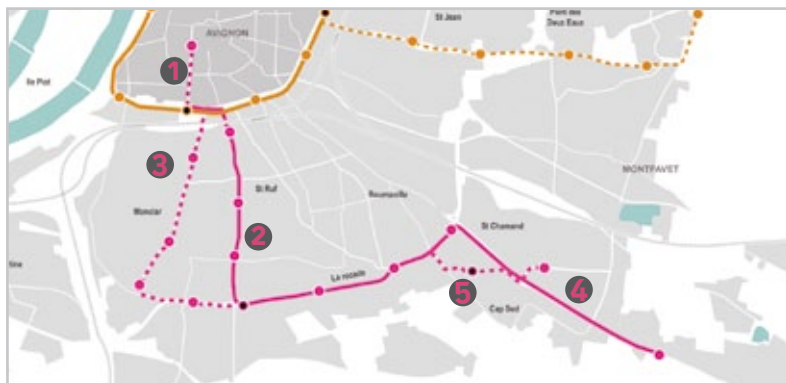 St Jean
Pont des
Deux Eaux
AVIGNON
1
Ile Piot
3
MONTFAVET
St Ruf
Monclar
2
St Chamand
La rocade
5
4
Cap Sud